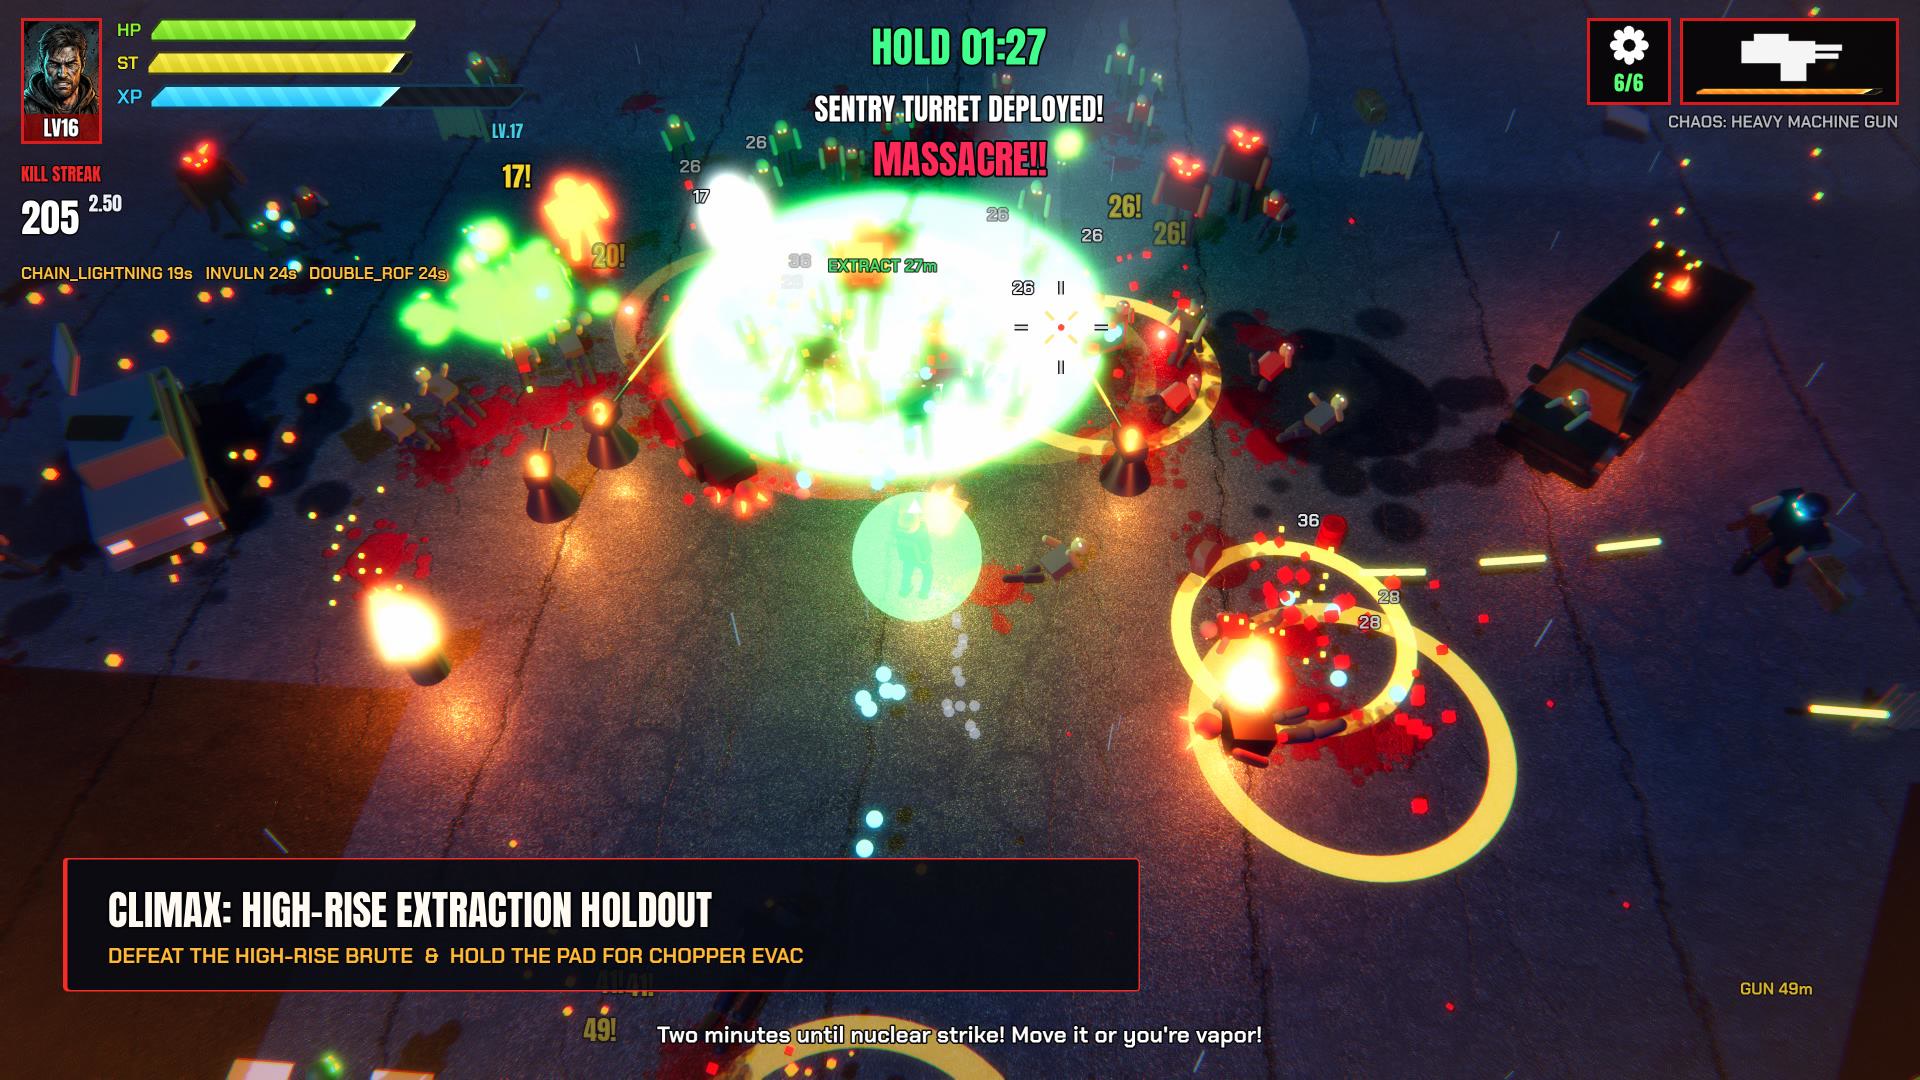 HP
ST
XP
LV16
LV.17
HOLD 01:27
SENTRY TURRET DEPLOYED!
MASSACRE!!
6/6
CHAOS: HEAVY MACHINE GUN
KILL STREAK
205 2.50
CHAIN_LIGHTNING 19s INVULN 24s DOUBLE_ROF 24s
26
26
17!
17
26
26!
26
26!
20!
36
EXTRACT 27m
26
36
28
28
CLIMAX: HIGH-RISE EXTRACTION HOLDOUT
DEFEAT THE HIGH-RISE BRUTE & HOLD THE PAD FOR CHOPPER EVAC
41!
GUN 49m
49!
Two minutes until nuclear strike! Move it or you're vapor!